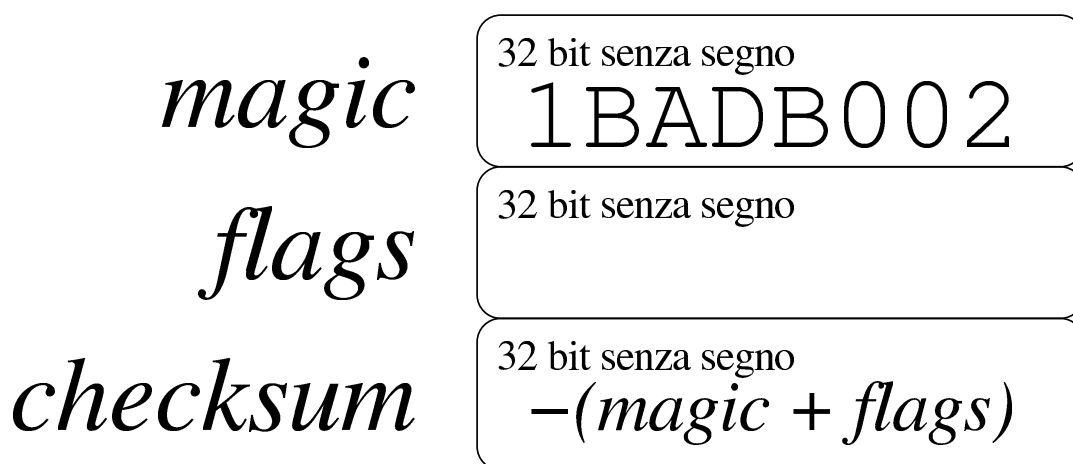 magic
32 bit senza segno
1BADB002
flags
32 bit senza segno
checksum
32 bit senza segno
−(magic + flags)